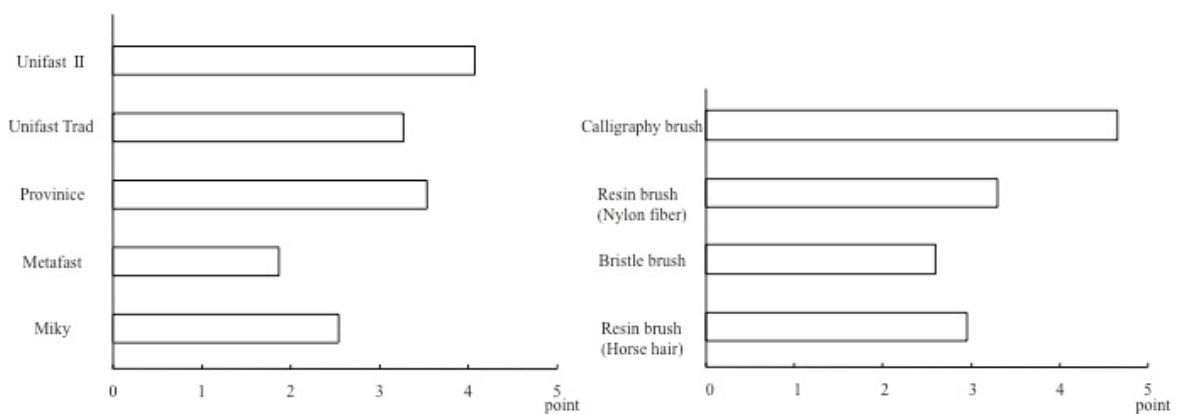 Unifast II
Unifast Trad
Provinice
Metafast
Miky
0 1 2 3 4 5
point
Calligraphy brush
Resin brush
(Nylon fiber)
Bristle brush
Resin brush
(Horse hair)
0 1 2 3 4 5
point